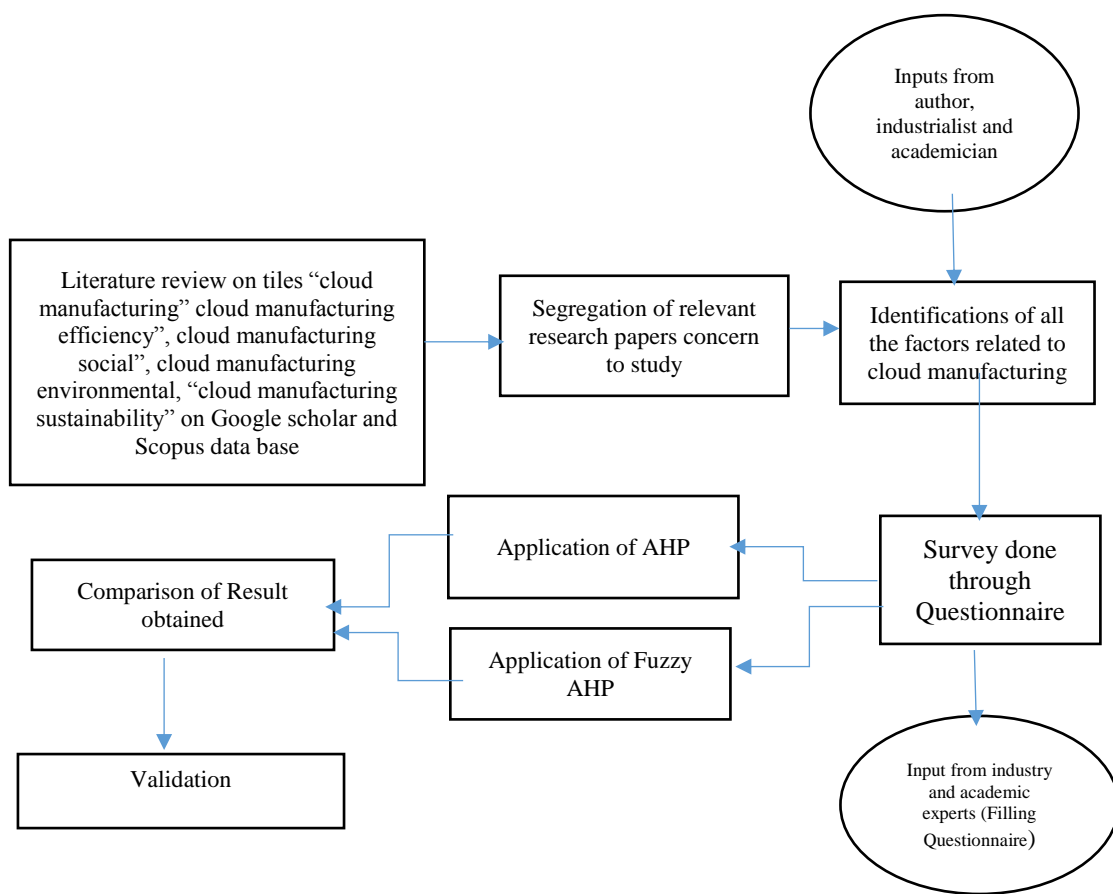 Inputs from
author,
industrialist and
academician
Literature review on tiles “cloud
manufacturing” cloud manufacturing
efficiency”, cloud manufacturing
social”, cloud manufacturing
environmental, “cloud manufacturing
sustainability” on Google scholar and
Scopus data base
Segregation of relevant
research papers concern
to study
Identifications of all
the factors related to
cloud manufacturing
Survey done
through
Questionnaire
Application of AHP
Application of Fuzzy
AHP
Comparison of Result
obtained
Validation
Input from industry
and academic
experts (Filling
Questionnaire)